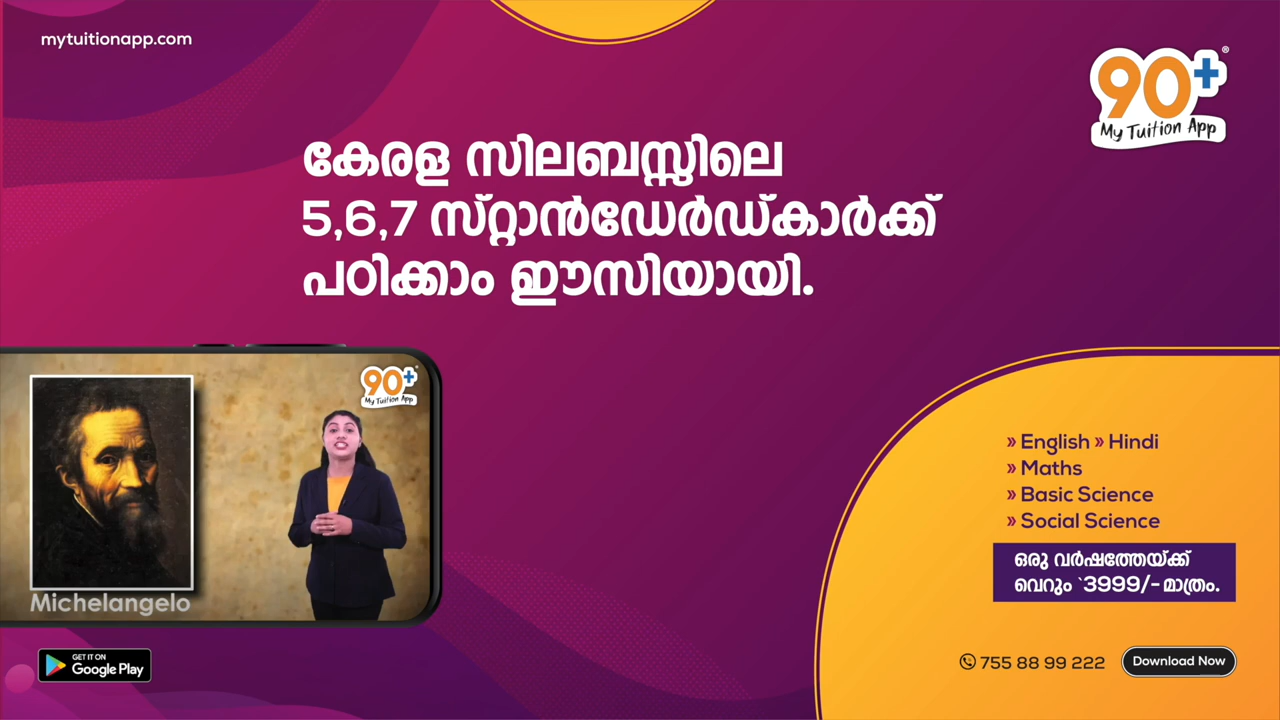 mytuitionapp.com
90+®
My Tuition App
കേരള സിലബസ്സിലെ
5,6,7 സ്റ്റാൻഡേർഡ്കാർക്ക്
പഠിക്കാം ഈസിയായി.
90+
My Tuition App
Michelangelo
» English » Hindi
» Maths
» Basic Science
» Social Science
ഒരു വർഷത്തേയ്ക്ക്
വെറും `3999/- മാത്രം.
GET IT ON
Google Play
755 88 99 222
Download Now